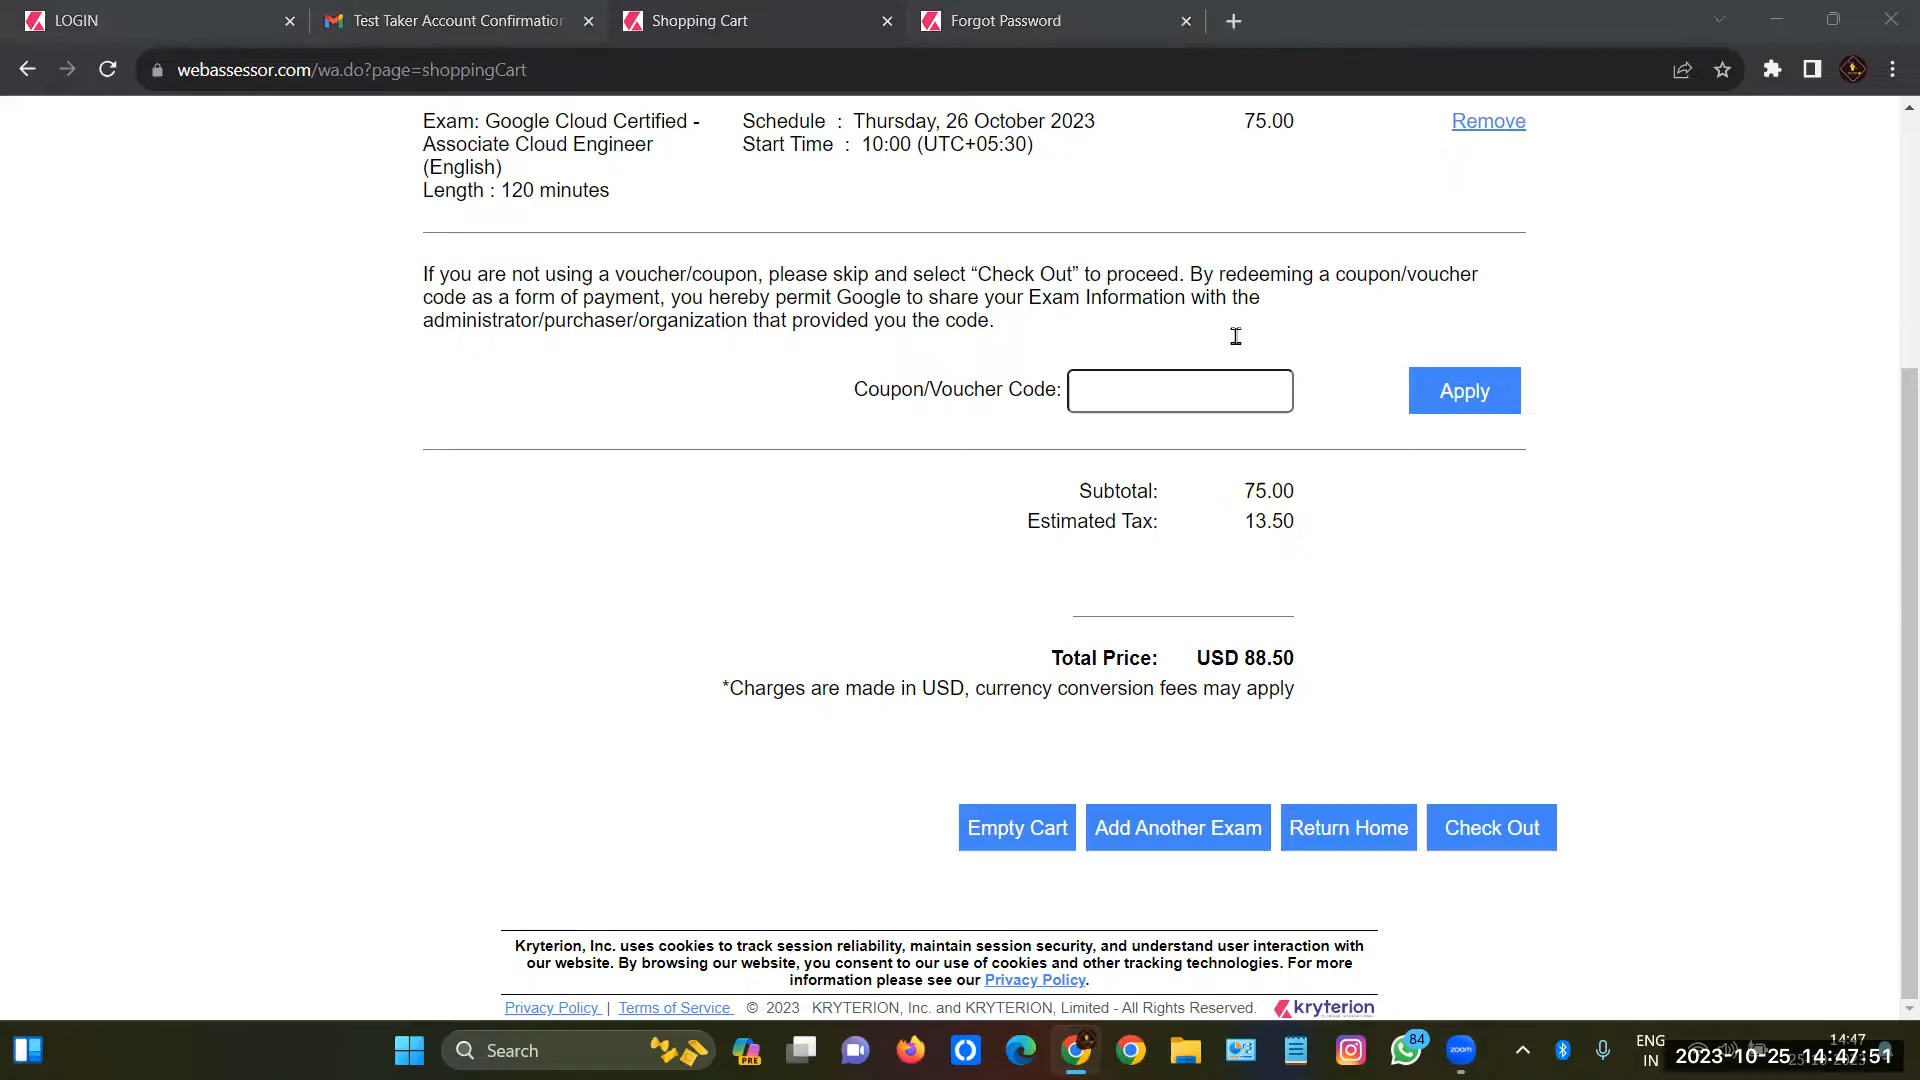 LOGIN
Test Taker Account Confirmation
Shopping Cart
Forgot Password
webassessor.com/wa.do?page=shoppingCart
Exam: Google Cloud Certified - Schedule : Thursday, 26 October 2023 75.00 Remove
Associate Cloud Engineer Start Time : 10:00 (UTC+05:30)
(English)
Length : 120 minutes
If you are not using a voucher/coupon, please skip and select “Check Out” to proceed. By redeeming a coupon/voucher
code as a form of payment, you hereby permit Google to share your Exam Information with the
administrator/purchaser/organization that provided you the code.
Coupon/Voucher Code: Apply
Subtotal: 75.00
Estimated Tax: 13.50
Total Price: USD 88.50
*Charges are made in USD, currency conversion fees may apply
Empty Cart Add Another Exam Return Home Check Out
Kryterion, Inc. uses cookies to track session reliability, maintain session security, and understand user interaction with
our website. By browsing our website, you consent to our use of cookies and other tracking technologies. For more
information please see our Privacy Policy.
Privacy Policy | Terms of Service © 2023 KRYTERION, Inc. and KRYTERION, Limited - All Rights Reserved. kryterion
Search
PRE
84
zoom
ENG
IN
14:47
2023-10-25 14:47:51